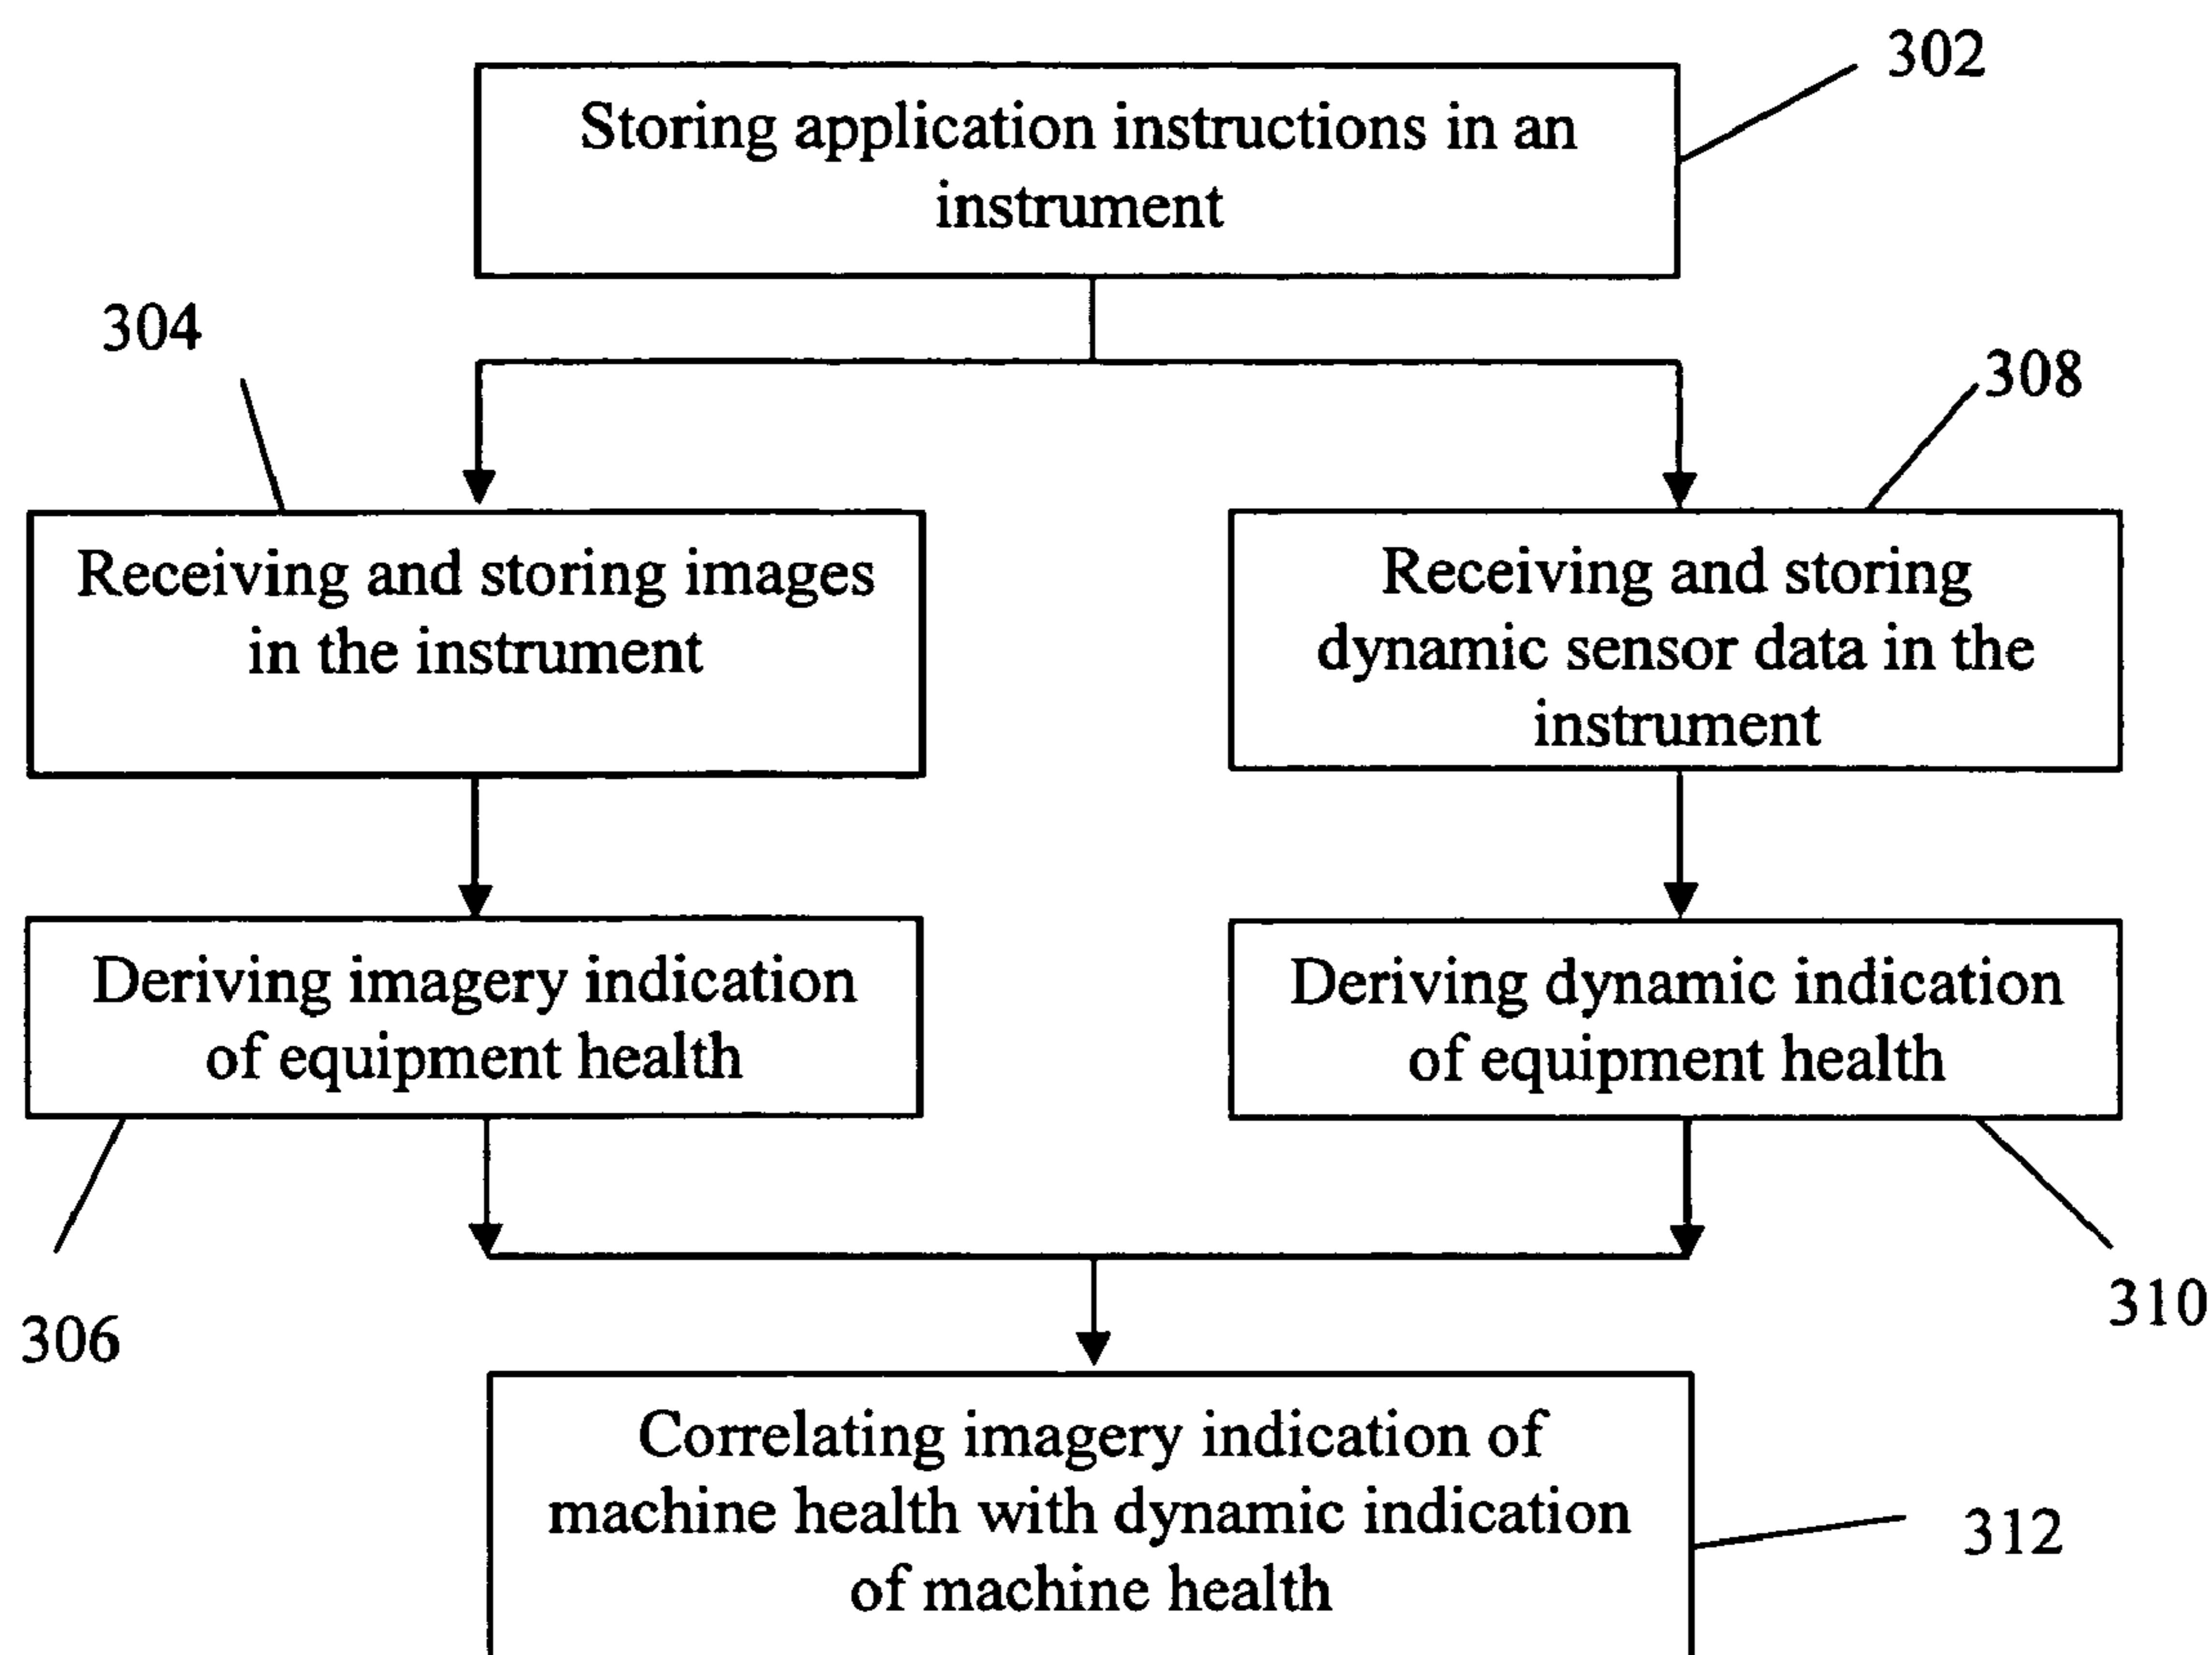 302
Storing application instructions in an
instrument
304
308
Receiving and storing images
in the instrument
Receiving and storing
dynamic sensor data in the
instrument
Deriving imagery indication
of equipment health
Deriving dynamic indication
of equipment health
306
310
Correlating imagery indication of
machine health with dynamic indication
of machine health
312